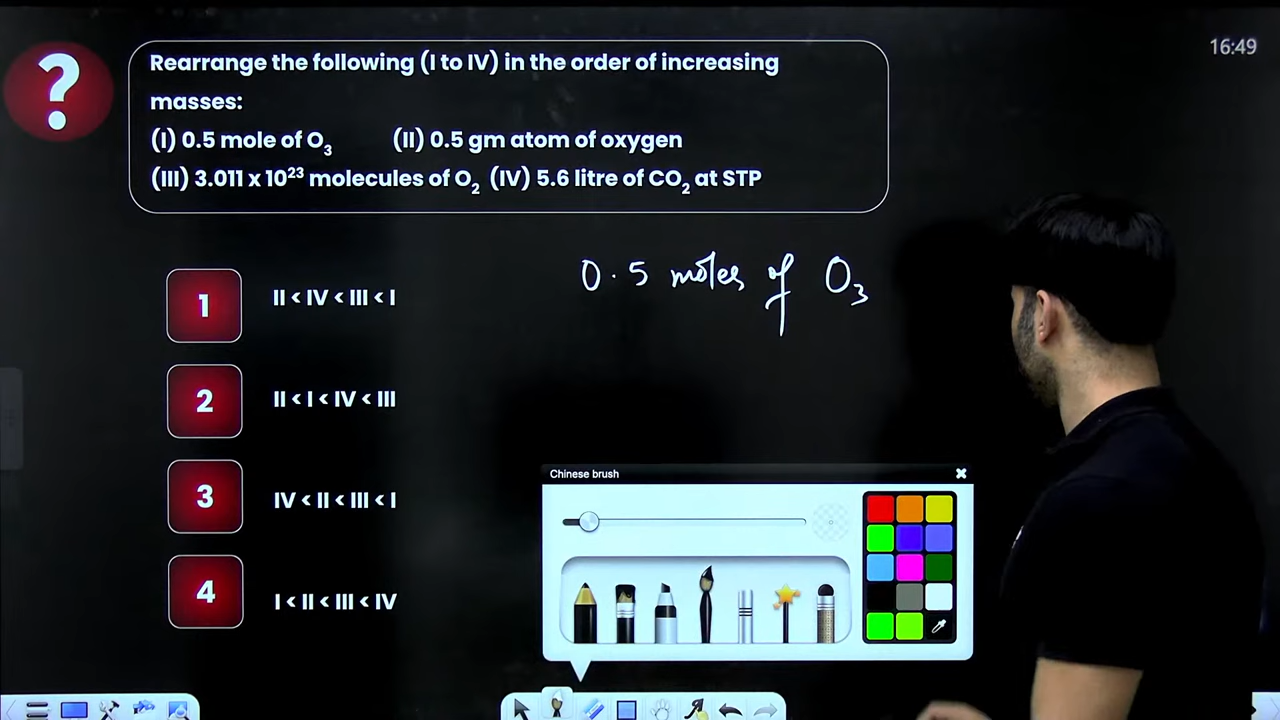 16:49
?
Rearrange the following (I to IV) in the order of increasing
masses:
(I) 0.5 mole of O₃ (II) 0.5 gm atom of oxygen
(III) 3.011 x 10²³ molecules of O₂ (IV) 5.6 litre of CO₂ at STP
0.5 moles of O₃
1 II < IV < III < I
2 II < I < IV < III
3 IV < II < III < I
4 I < II < III < IV
Chinese brush